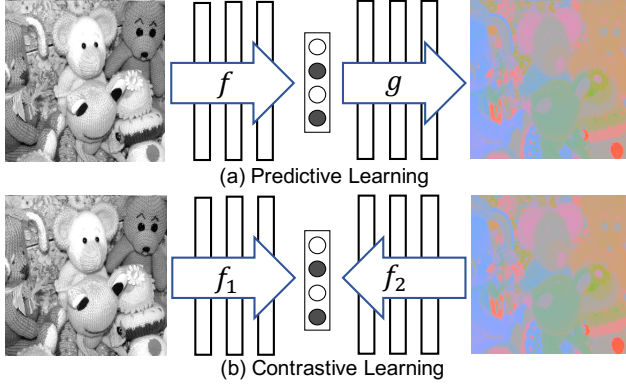 f
g
(a) Predictive Learning
f₁
f₂
(b) Contrastive Learning